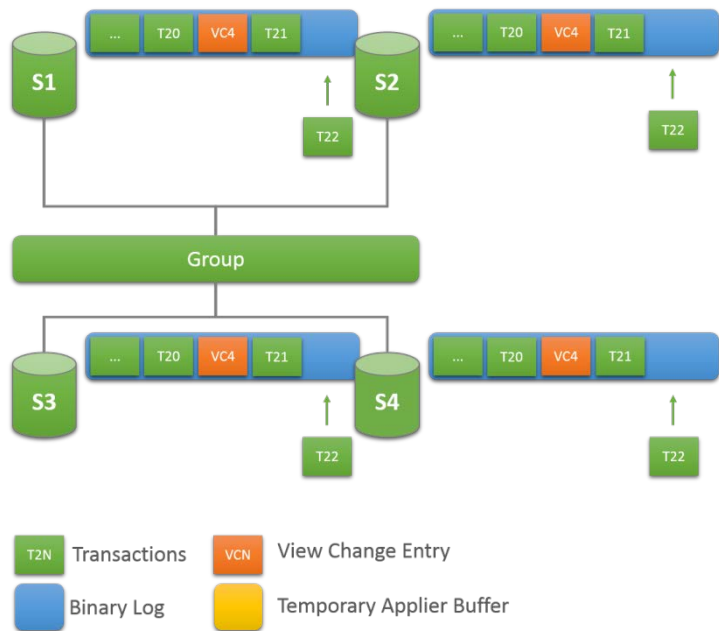 ... T20 VC4 T21
... T20 VC4 T21
S1
S2
T22
T22
Group
... T20 VC4 T21
... T20 VC4 T21
S3
S4
T22
T22
T2N Transactions
VCN View Change Entry
Binary Log
Temporary Applier Buffer